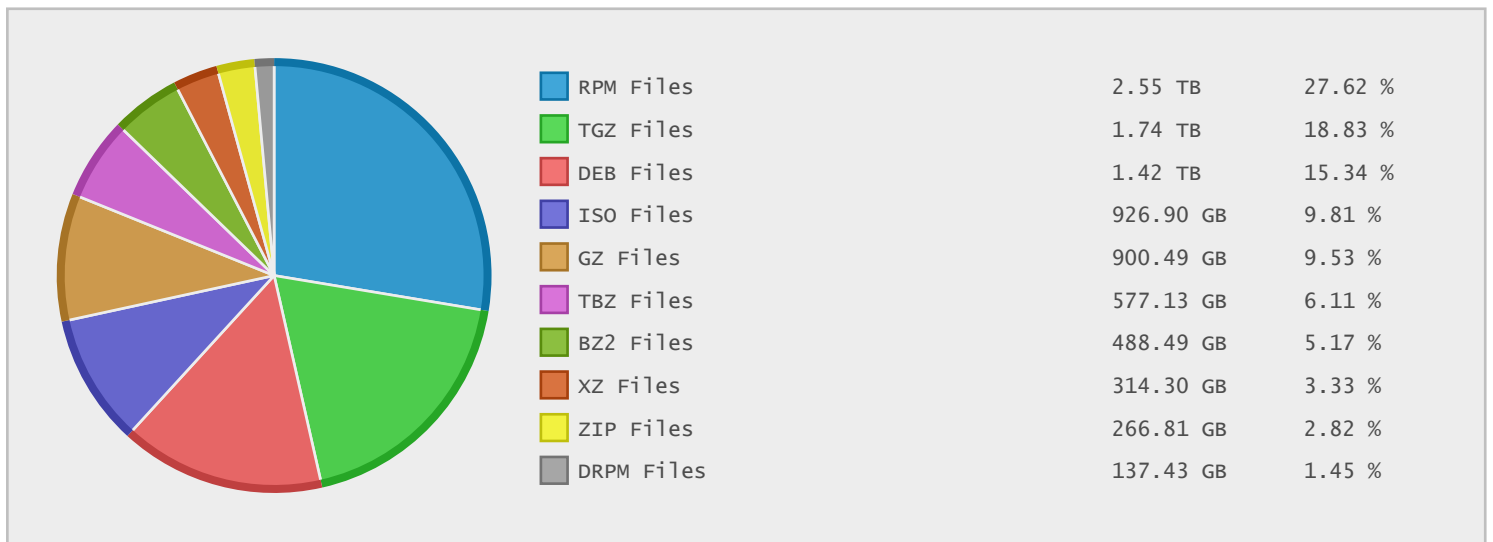 RPM Files 2.55 TB 27.62 %
TGZ Files 1.74 TB 18.83 %
DEB Files 1.42 TB 15.34 %
ISO Files 926.90 GB 9.81 %
GZ Files 900.49 GB 9.53 %
TBZ Files 577.13 GB 6.11 %
BZ2 Files 488.49 GB 5.17 %
XZ Files 314.30 GB 3.33 %
ZIP Files 266.81 GB 2.82 %
DRPM Files 137.43 GB 1.45 %